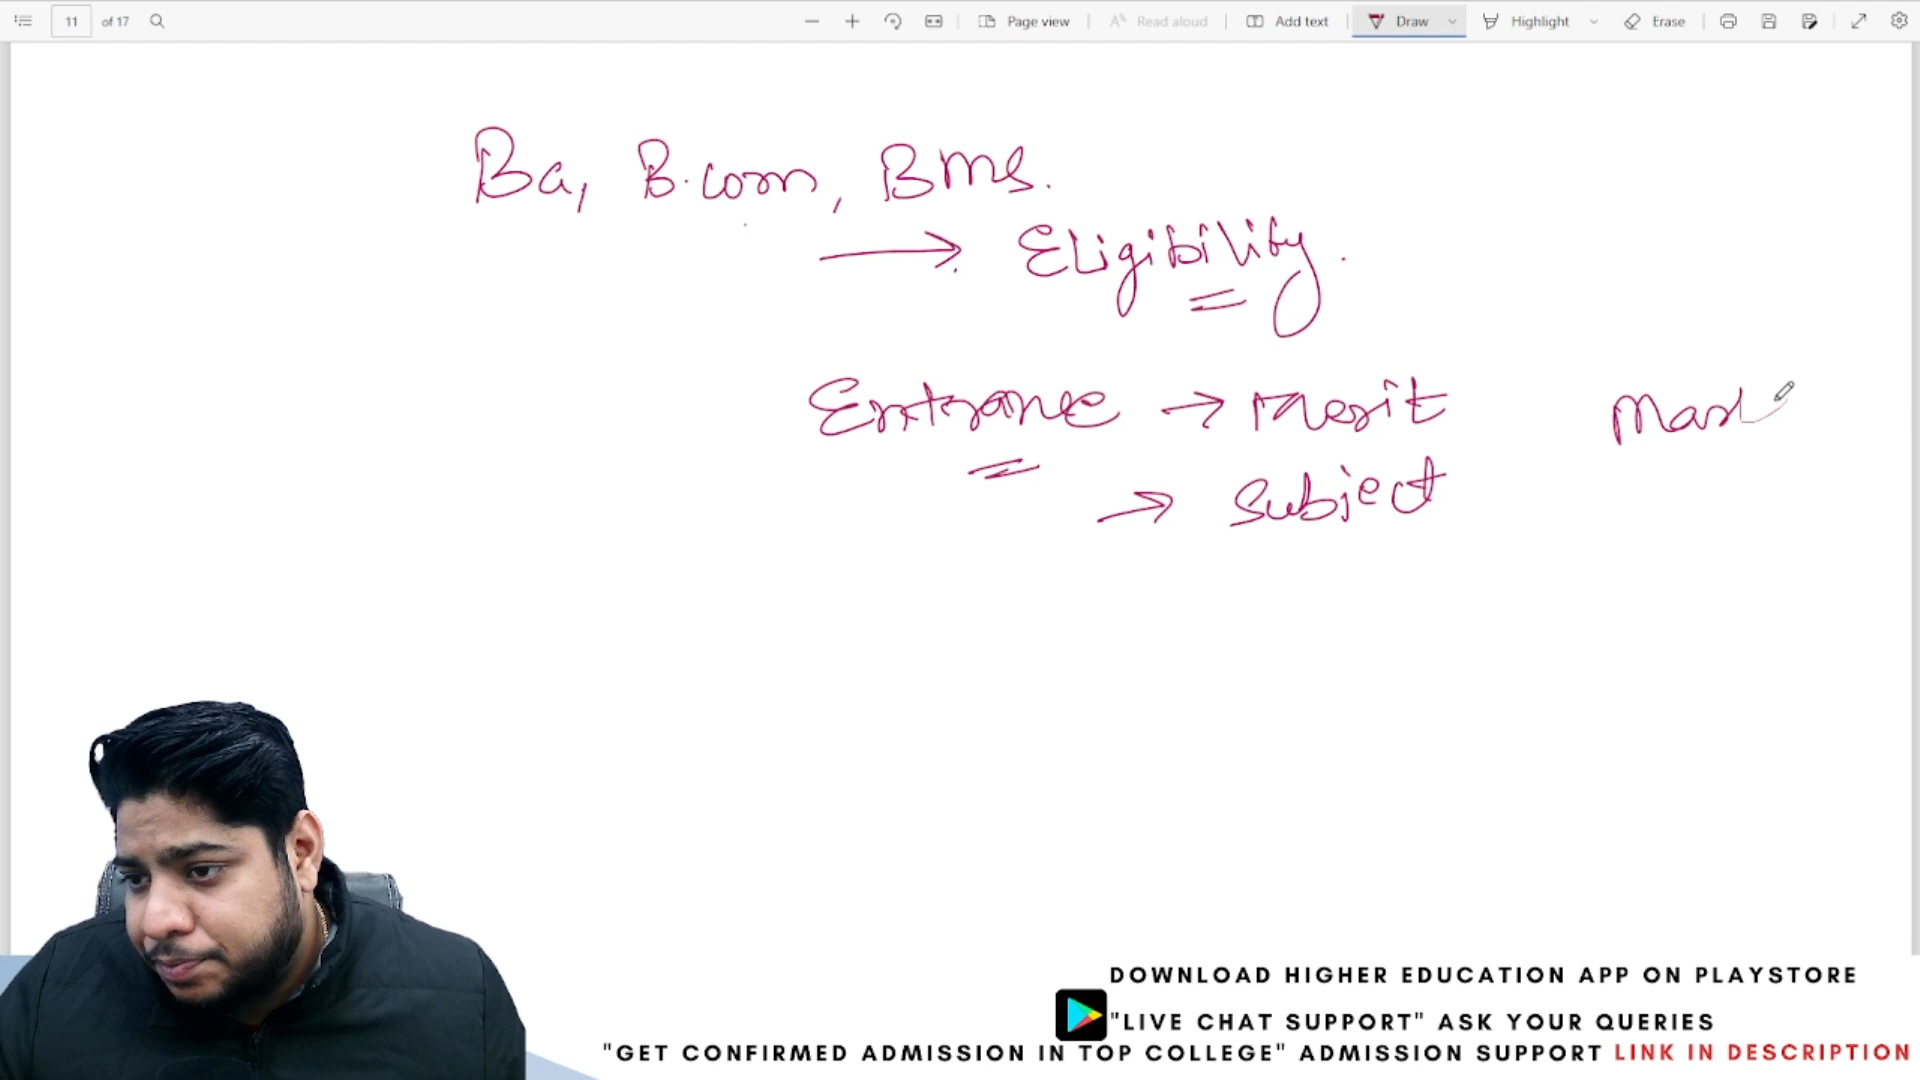 11 of 17 Page view Read aloud Add text Draw Highlight Erase
Ba, B.com, BMS.
→ Eligibility.
Entrance → Merit Mark
→ Subject
DOWNLOAD HIGHER EDUCATION APP ON PLAYSTORE
"LIVE CHAT SUPPORT" ASK YOUR QUERIES
"GET CONFIRMED ADMISSION IN TOP COLLEGE" ADMISSION SUPPORT LINK IN DESCRIPTION